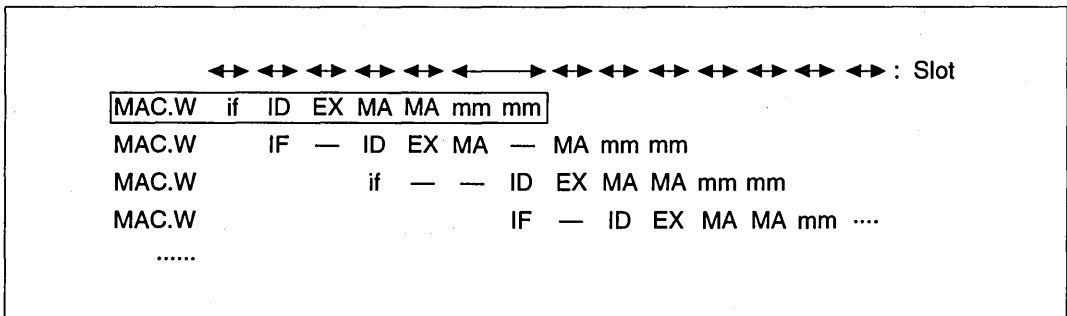 : Slot
MAC.W if ID EX MA MA mm mm
MAC.W IF — ID EX MA — MA mm mm
MAC.W if — — ID EX MA MA mm mm
MAC.W IF — ID EX MA MA mm ····
······